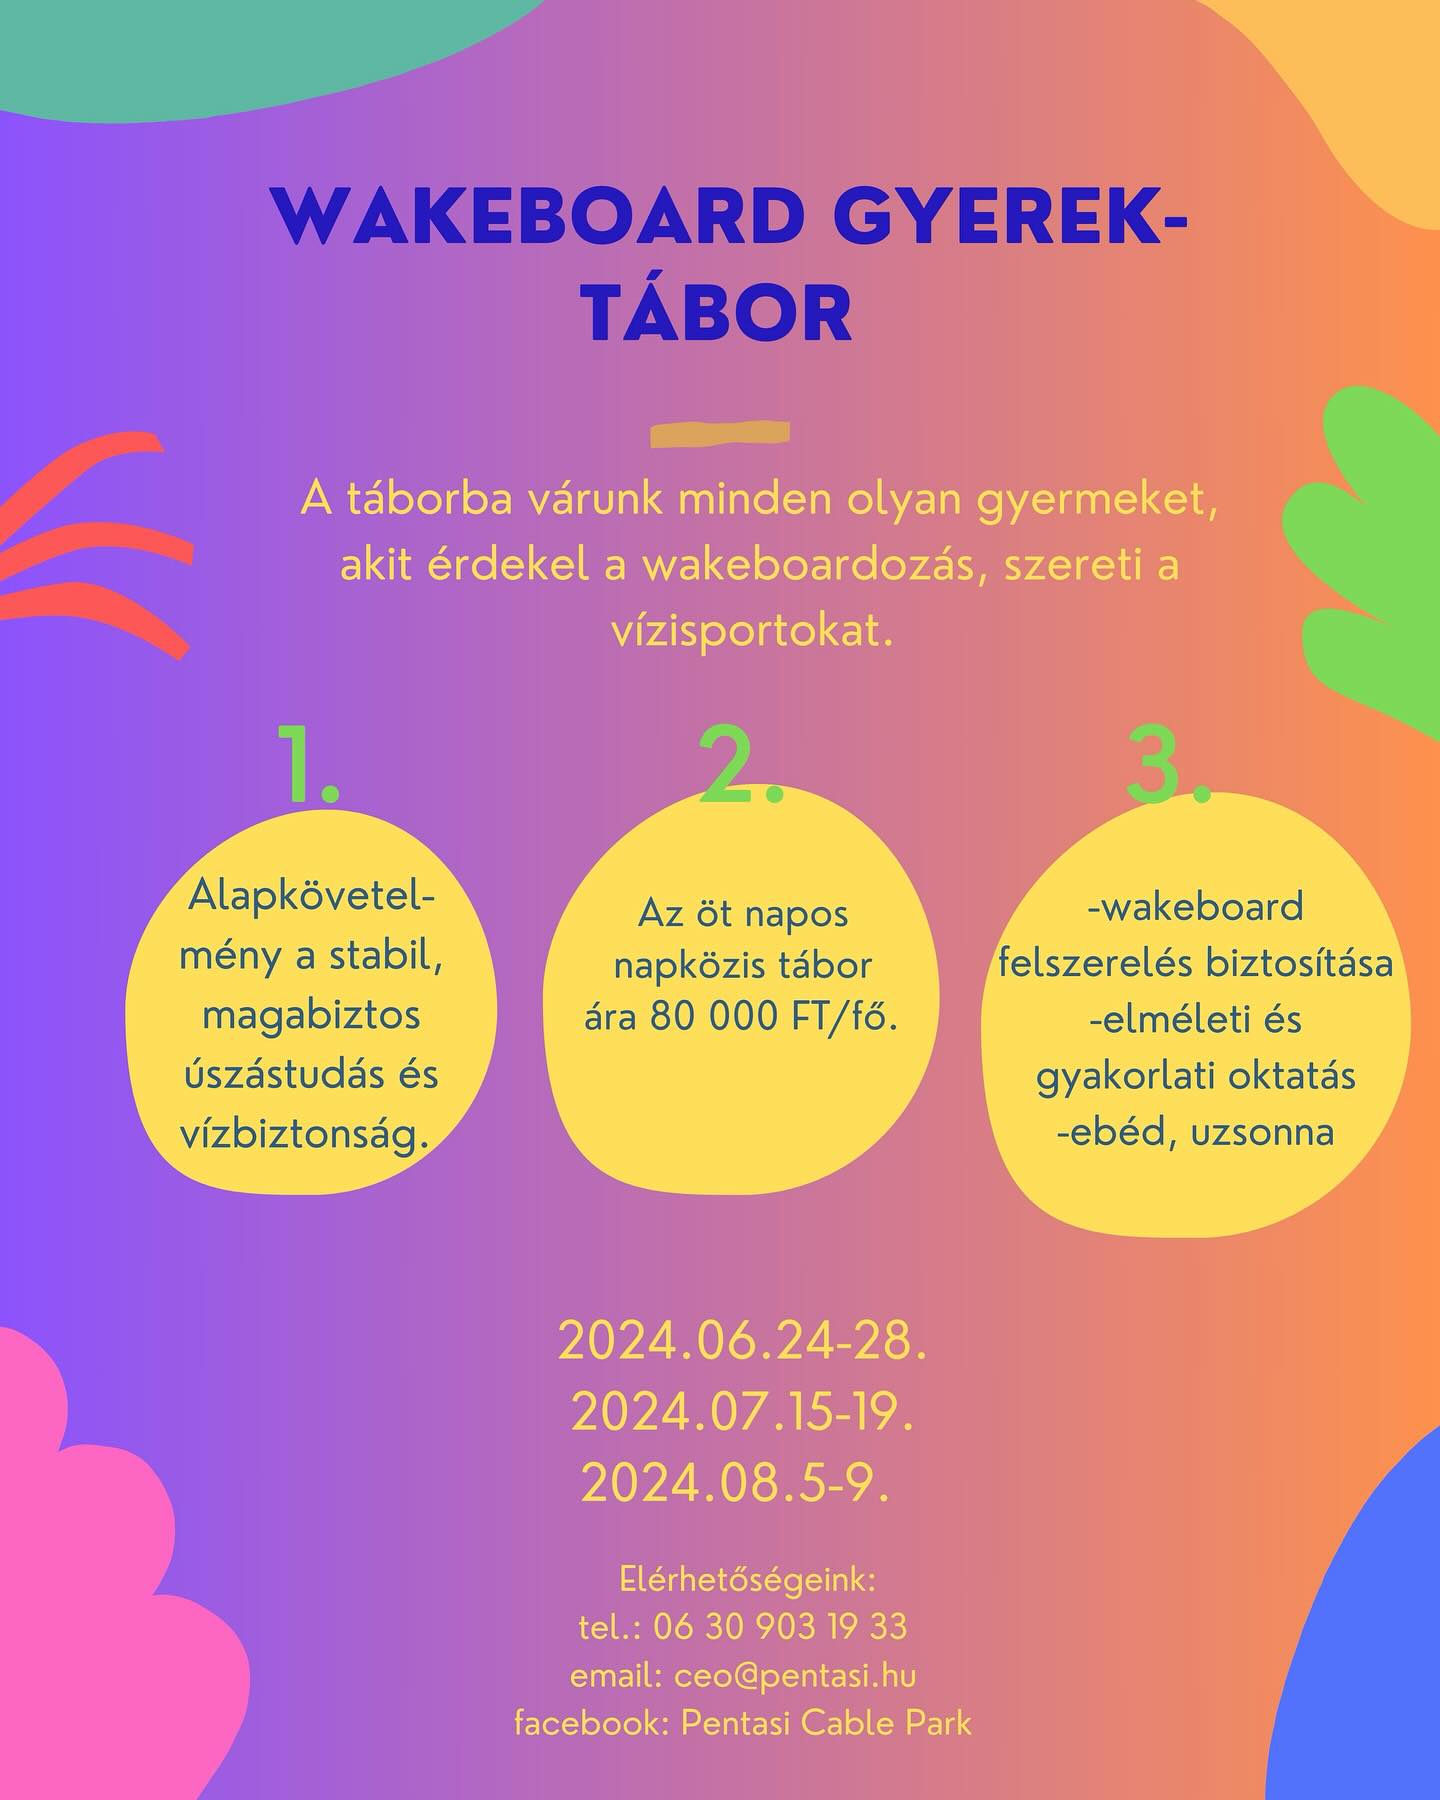 WAKEBOARD GYEREK-
TÁBOR
A táborba várunk minden olyan gyermeket,
akit érdekel a wakeboardozás, szereti a
vízisportokat.
1.
Alapkövetel-
mény a stabil,
magabiztos
úszástudás és
vízbiztonság.
2.
Az öt napos
napközis tábor
ára 80 000 FT/fő.
3.
-wakeboard
felszerelés biztosítása
-elméleti és
gyakorlati oktatás
-ebéd, uzsonna
2024.06.24-28.
2024.07.15-19.
2024.08.5-9.
Elérhetőségeink:
tel.: 06 30 903 19 33
email: ceo@pentasi.hu
facebook: Pentasi Cable Park